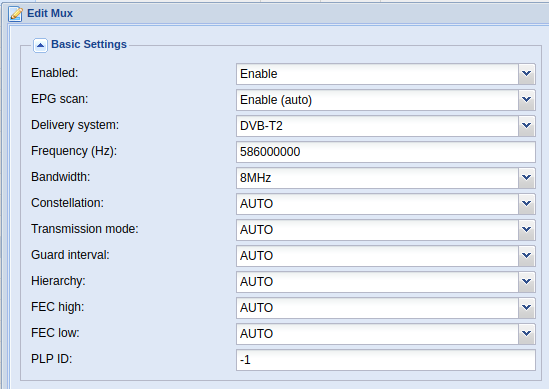 Edit Mux
Basic Settings
Enabled: Enable
EPG scan: Enable (auto)
Delivery system: DVB-T2
Frequency (Hz): 586000000
Bandwidth: 8MHz
Constellation: AUTO
Transmission mode: AUTO
Guard interval: AUTO
Hierarchy: AUTO
FEC high: AUTO
FEC low: AUTO
PLP ID: -1